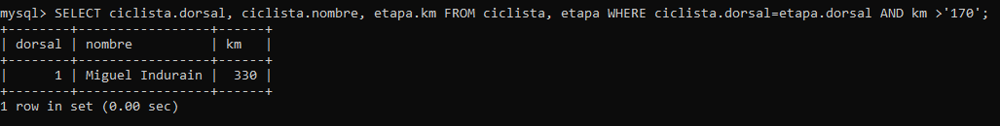 mysql> SELECT ciclista.dorsal, ciclista.nombre, etapa.km FROM ciclista, etapa WHERE ciclista.dorsal=etapa.dorsal AND km >'170';
+--------+-----------------+------+
| dorsal | nombre          | km   |
+--------+-----------------+------+
|      1 | Miguel Indurain |  330 |
+--------+-----------------+------+
1 row in set (0.00 sec)